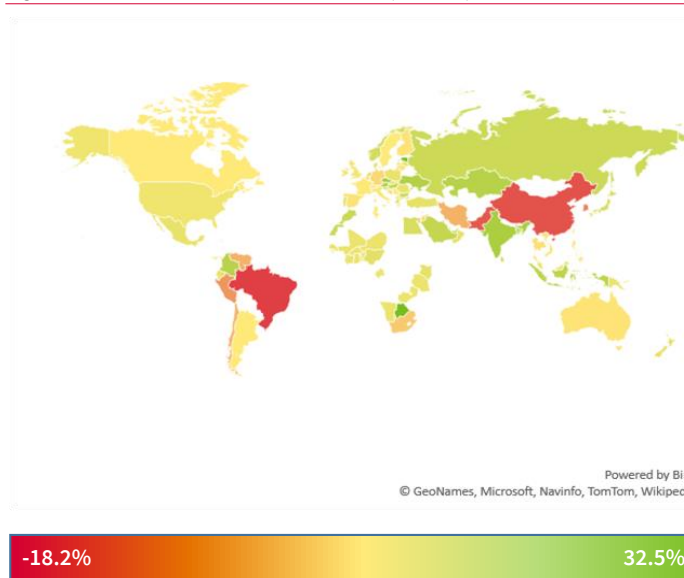 Powered by Bi
© GeoNames, Microsoft, Navinfo, TomTom, Wikiped
-18.2%
32.5%